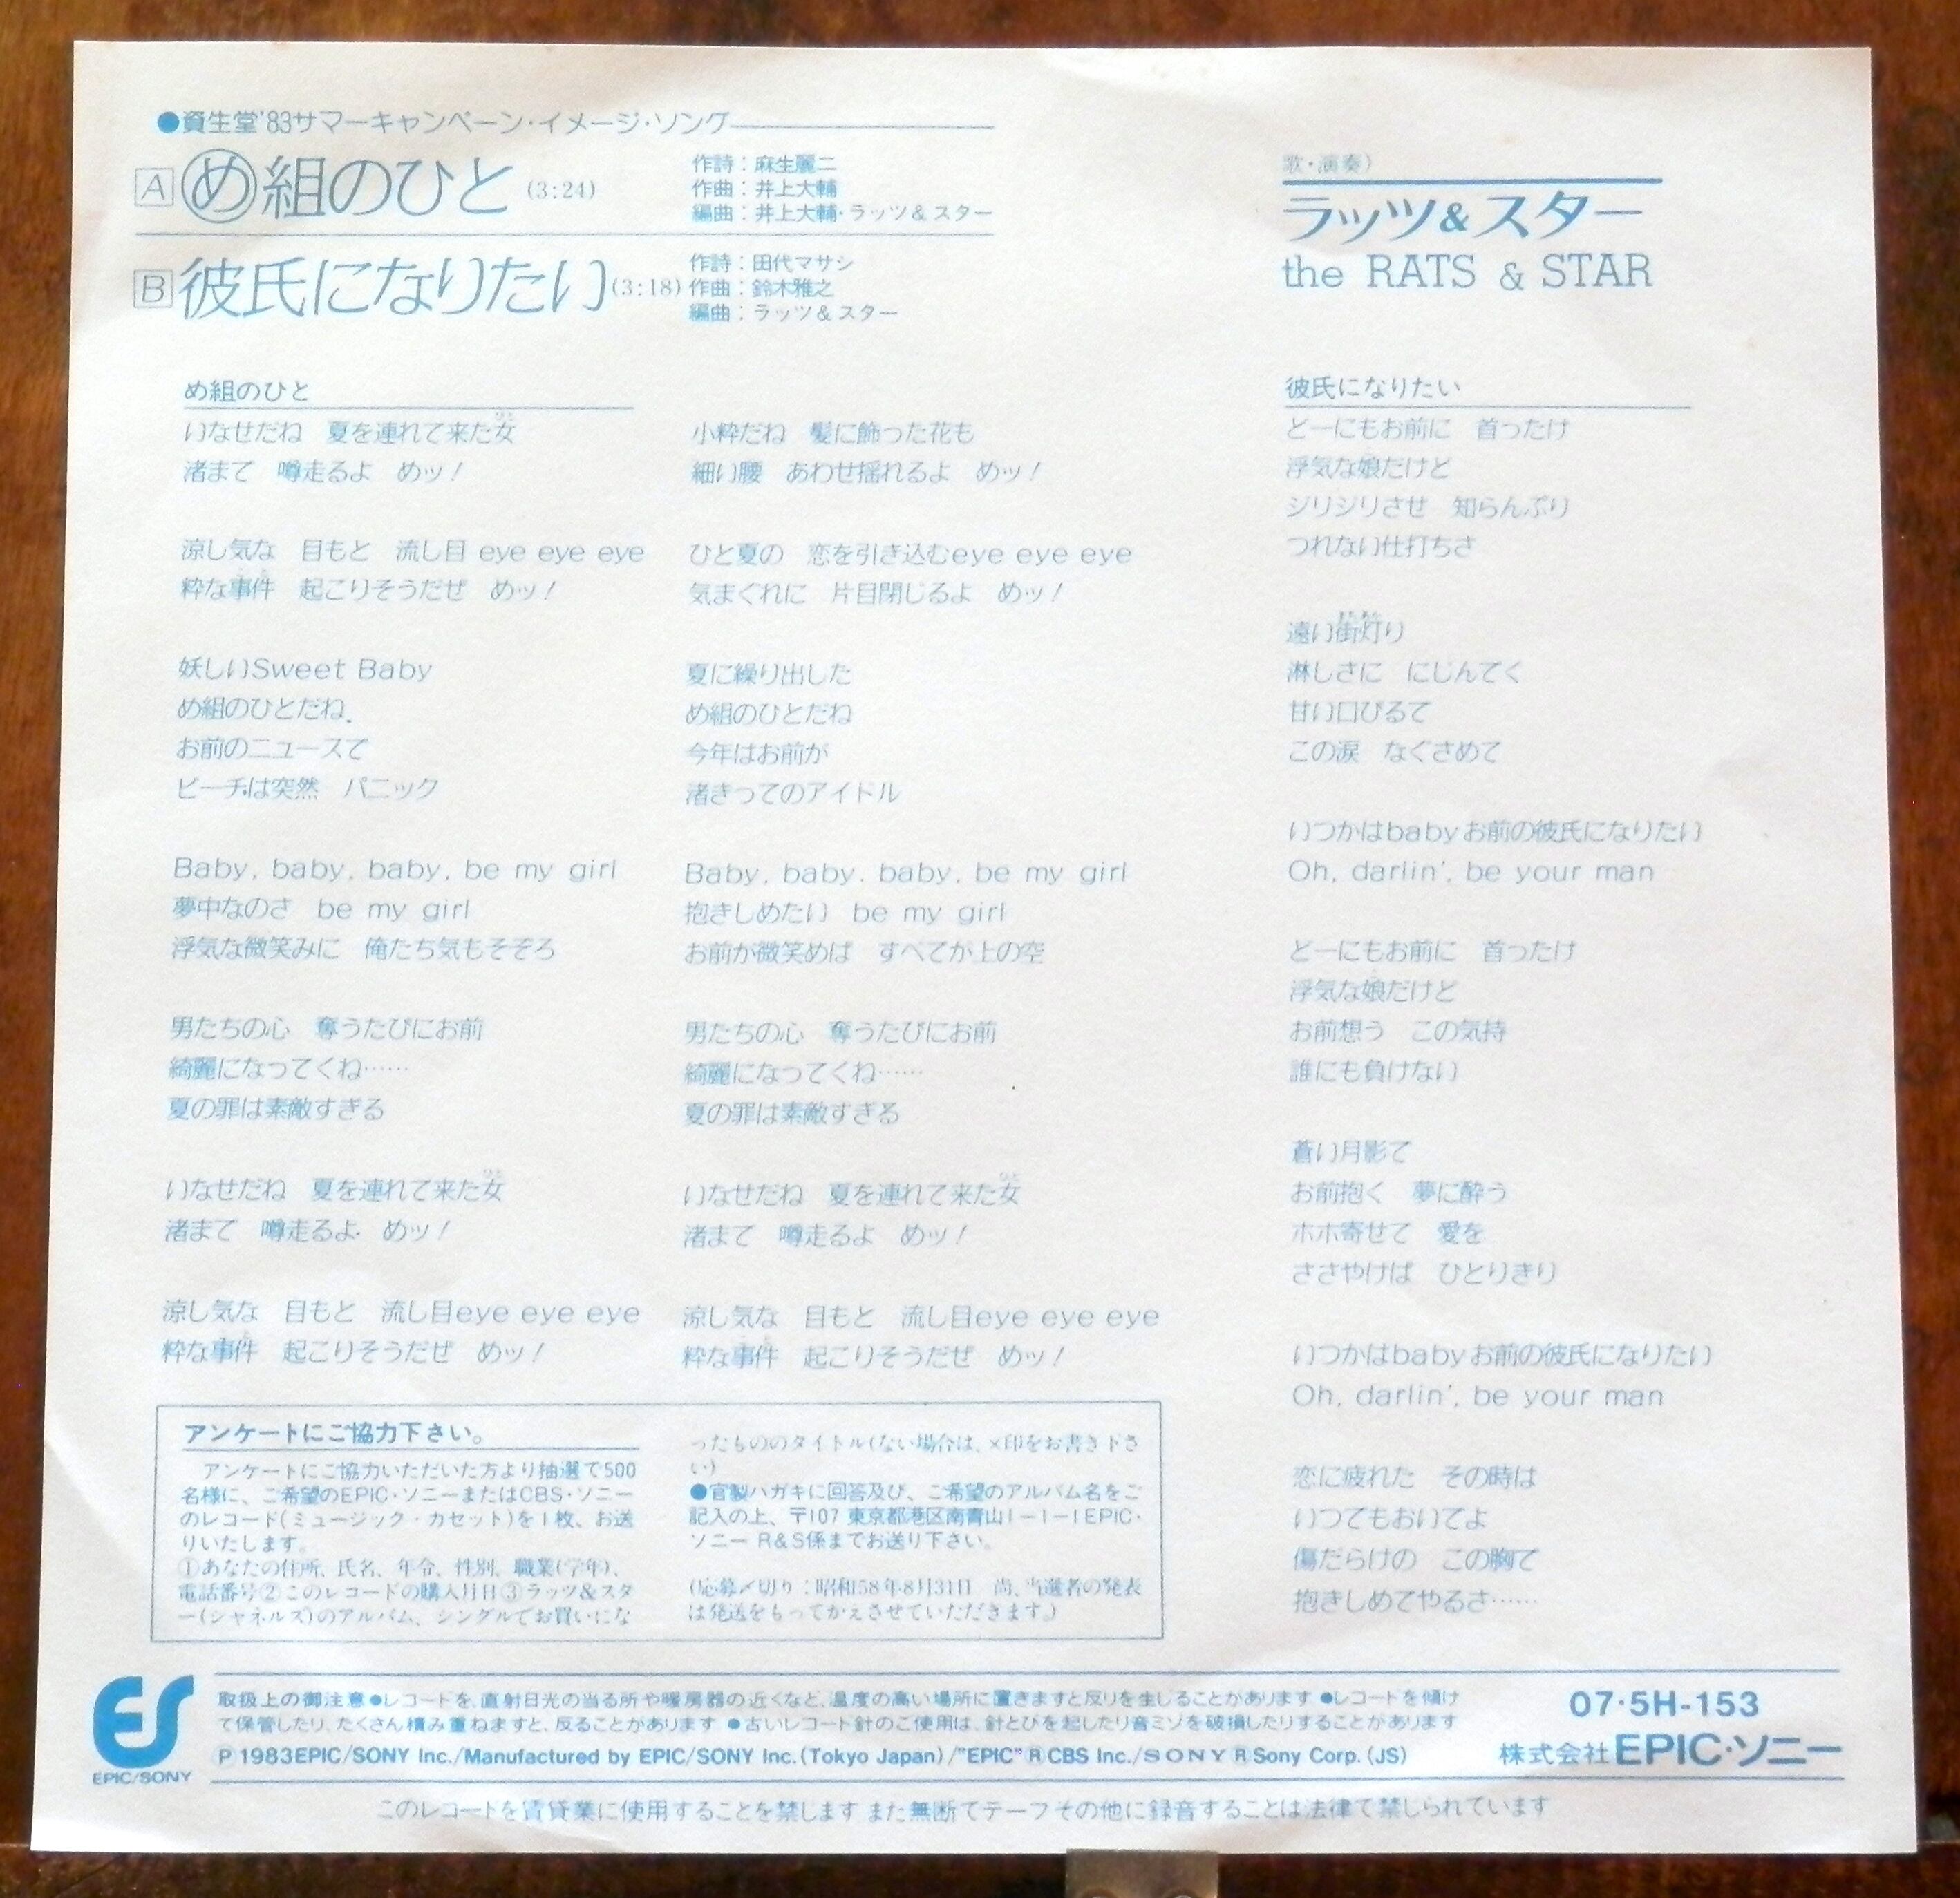 ●資生堂'83サマーキャンペーン・イメージ・ソング
A め組のひと (3:24)
作詩：麻生麗二
作曲：井上大輔
編曲：井上大輔・ラッツ&スター
B 彼氏になりたい (3:18)
作詩：田代マサシ
作曲：鈴木雅之
編曲：ラッツ&スター
歌・演奏）
ラッツ&スター
the RATS & STAR
め組のひと
いなせだね　夏を連れて来た女
渚まで　噂走るよ　めッ！
涼し気な　目もと　流し目 eye eye eye
粋な事件　起こりそうだぜ　めッ！
妖しいSweet Baby
め組のひとだね
お前のニュースで
ビーチは突然　パニック
Baby, baby, baby, be my girl
夢中なのさ　be my girl
浮気な微笑みに　俺たち気もそぞろ
男たちの心　奪うたびにお前
綺麗になってくね……
夏の罪は素敵すぎる
いなせだね　夏を連れて来た女
渚まで　噂走るよ　めッ！
涼し気な　目もと　流し目eye eye eye
粋な事件　起こりそうだぜ　めッ！
小粋だね　髪に飾った花も
細い腰　あわせ揺れるよ　めッ！
ひと夏の　恋を引き込むeye eye eye
気まぐれに　片目閉じるよ　めッ！
夏に繰り出した
め組のひとだね
今年はお前が
渚きってのアイドル
Baby, baby, baby, be my girl
抱きしめたい　be my girl
お前が微笑めば　すべてが上の空
男たちの心　奪うたびにお前
綺麗になってくね……
夏の罪は素敵すぎる
いなせだね　夏を連れて来た女
渚まで　噂走るよ　めッ！
涼し気な　目もと　流し目eye eye eye
粋な事件　起こりそうだぜ　めッ！
彼氏になりたい
どーにもお前に　首ったけ
浮気な娘だけど
ジリジリさせ　知らんぷり
つれない仕打ちさ
遠い街灯り
淋しさに　にじんでく
甘い口びるで
この涙　なぐさめて
いつかはbabyお前の彼氏になりたい
Oh, darlin', be your man
どーにもお前に　首ったけ
浮気な娘だけど
お前想う　この気持
誰にも負けない
蒼い月影で
お前抱く　夢に酔う
ホホ寄せて　愛を
ささやけば　ひとりきり
いつかはbabyお前の彼氏になりたい
Oh, darlin', be your man
恋に疲れた　その時は
いつでもおいでよ
傷だらけの　この胸で
抱きしめてやるさ……
アンケートにご協力下さい。
アンケートにご協力いただいた方より抽選で500
名様に、ご希望のEPIC・ソニーまたはCBS・ソニー
のレコード(ミュージック・カセット)を1枚、お送
りいたします。
①あなたの住所、氏名、年令、性別、職業(学年)、
電話番号②このレコードの購入月日③ラッツ&スタ
ー(シャネルズ)のアルバム、シングルでお買いにな
ったもののタイトル(ない場合は、×印をお書き下さ
い)
●官製ハガキに回答及び、ご希望のアルバム名をご
記入の上、〒107 東京都港区南青山1－1－1EPIC・
ソニー R&S係までお送り下さい。
(応募〆切り：昭和58年8月31日　尚、当選者の発表
は発送をもってかえさせていただきます。)
EPIC/SONY
取扱上の御注意●レコードを、直射日光の当る所や暖房器の近くなど、温度の高い場所に置きますと反りを生じることがあります ●レコードを傾け
て保管したり、たくさん積み重ねますと、反ることがあります ●古いレコード針のご使用は、針とびを起したり音ミゾを破損したりすることがあります
Ⓟ1983EPIC/SONY Inc./Manufactured by EPIC/SONY Inc.(Tokyo Japan)/"EPIC"®CBS Inc./SONY®Sony Corp.(JS)
07・5H-153
株式会社EPIC・ソニー
このレコードを賃貸業に使用することを禁します また無断でテープその他に録音することは法律で禁じられています